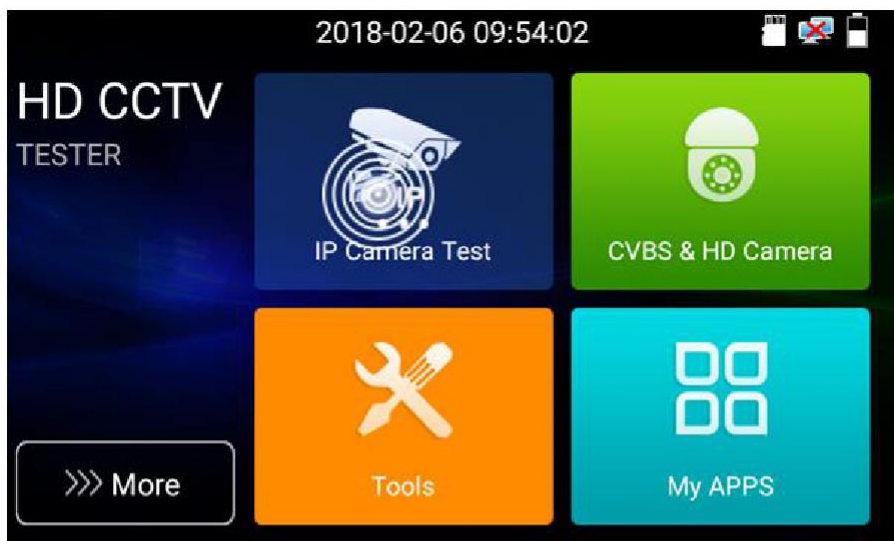 2018-02-06 09:54:02
HD CCTV
TESTER
IP
IP Camera Test
CVBS & HD Camera
Tools
My APPS
>>> More